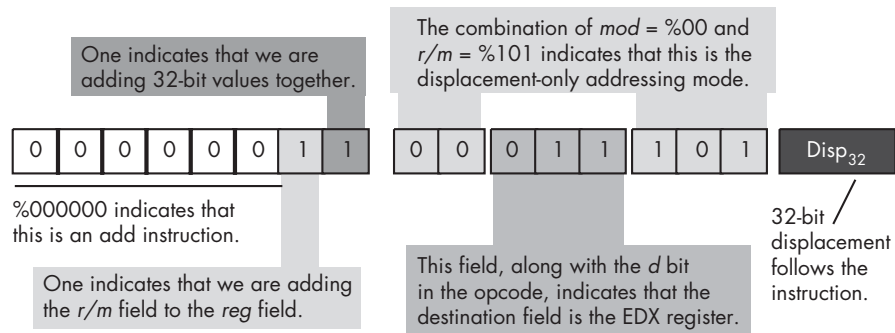 One indicates that we are
adding 32-bit values together.
The combination of mod = %00 and
r/m = %101 indicates that this is the
displacement-only addressing mode.
0 0 0 0 0 0 1 1 0 0 0 1 1 1 0 1 Disp32
%000000 indicates that
this is an add instruction.
One indicates that we are adding
the r/m field to the reg field.
This field, along with the d bit
in the opcode, indicates that the
destination field is the EDX register.
32-bit
displacement
follows the
instruction.